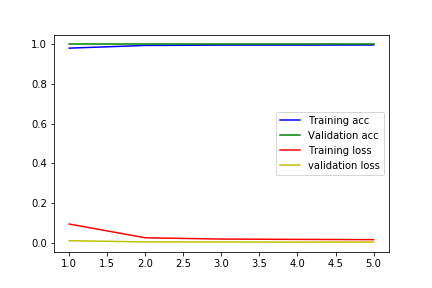 1.0
0.8
0.6
0.4
0.2
0.0
Training acc
Validation acc
Training loss
validation loss
1.0 1.5 2.0 2.5 3.0 3.5 4.0 4.5 5.0